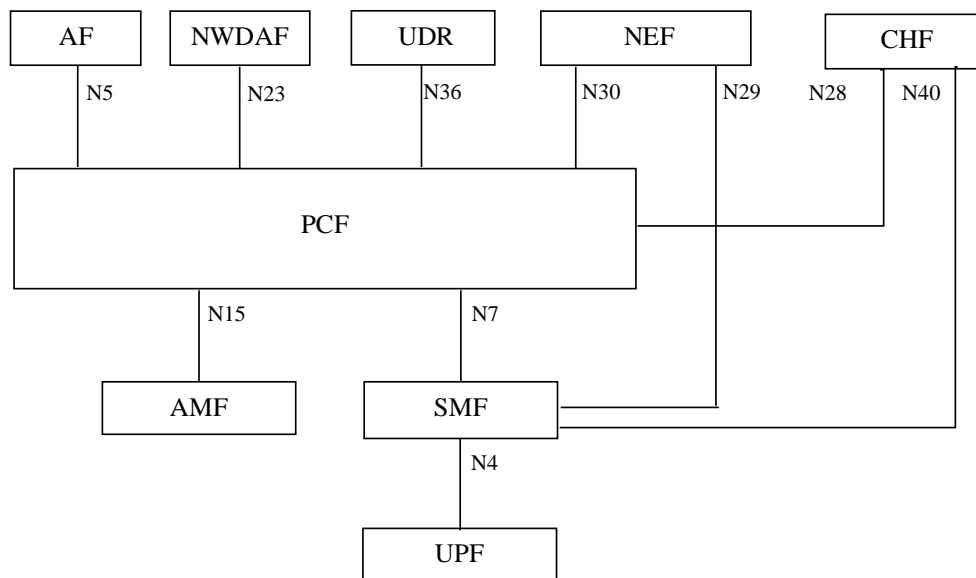 AF
NWDAF
UDR
NEF
CHF
N5
N23
N36
N30
N29
N28
N40
PCF
N15
N7
AMF
SMF
N4
UPF